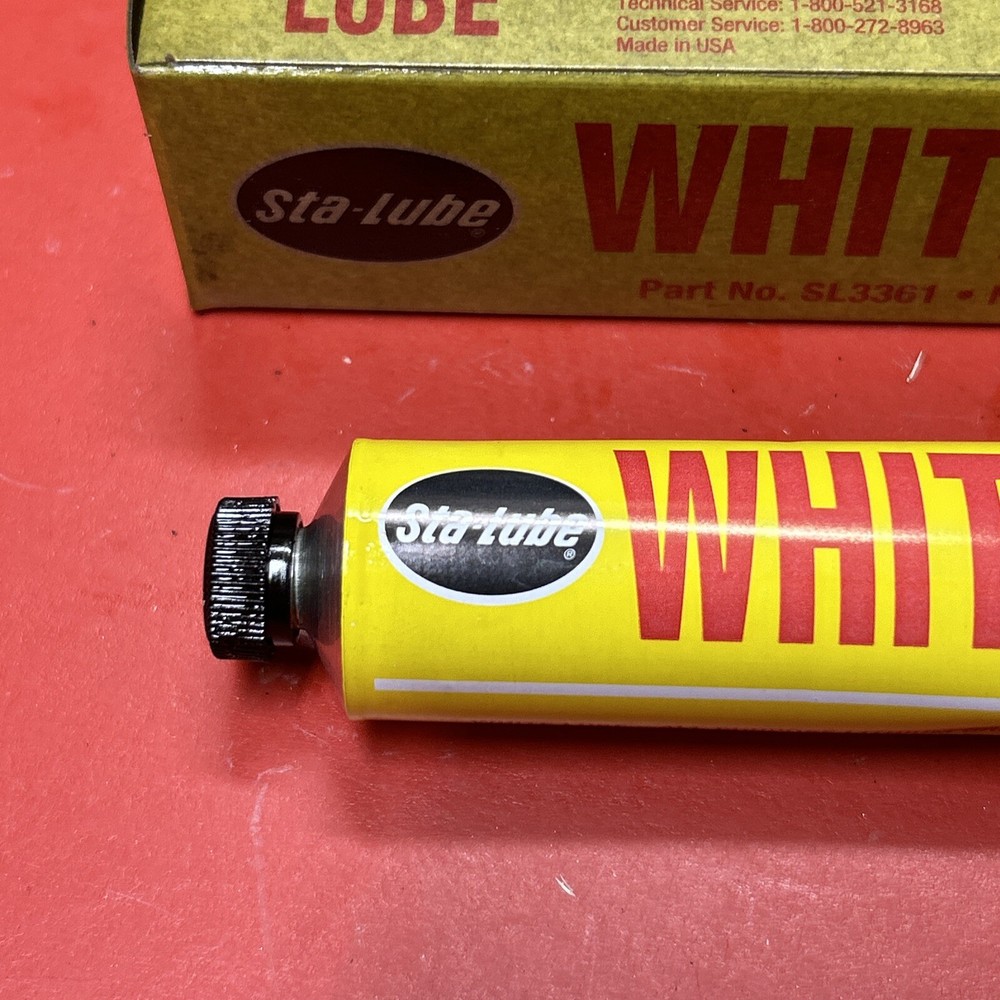 LUBE
Technical Service: 1-800-521-3168
Customer Service: 1-800-272-8963
Made in USA
Sta-Lube®
WHIT
Part No. SL3361 •
Sta-Lube®
WHIT